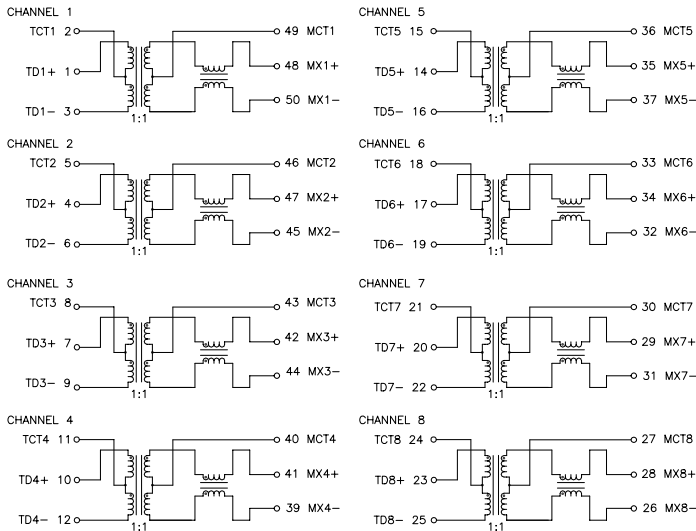 CHANNEL 1
TCT1 2
49 MCT1
TD1+ 1
48 MX1+
TD1− 3
50 MX1−
1:1
CHANNEL 2
TCT2 5
46 MCT2
TD2+ 4
47 MX2+
TD2− 6
45 MX2−
1:1
CHANNEL 3
TCT3 8
43 MCT3
TD3+ 7
42 MX3+
TD3− 9
44 MX3−
1:1
CHANNEL 4
TCT4 11
40 MCT4
TD4+ 10
41 MX4+
TD4− 12
39 MX4−
1:1
CHANNEL 5
TCT5 15
36 MCT5
TD5+ 14
35 MX5+
TD5− 16
37 MX5−
1:1
CHANNEL 6
TCT6 18
33 MCT6
TD6+ 17
34 MX6+
TD6− 19
32 MX6−
1:1
CHANNEL 7
TCT7 21
30 MCT7
TD7+ 20
29 MX7+
TD7− 22
31 MX7−
1:1
CHANNEL 8
TCT8 24
27 MCT8
TD8+ 23
28 MX8+
TD8− 25
26 MX8−
1:1